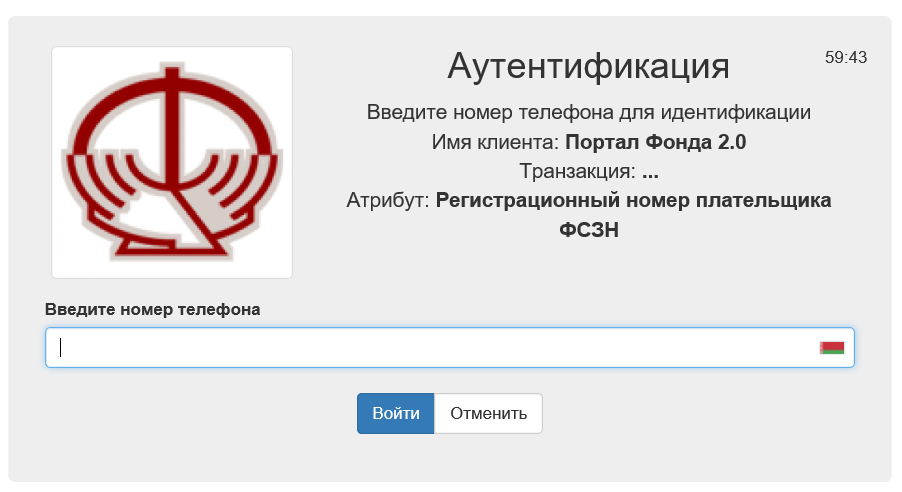 Аутентификация
59:43
Введите номер телефона для идентификации
Имя клиента: Портал Фонда 2.0
Транзакция: ...
Атрибут: Регистрационный номер плательщика
ФСЗН
Введите номер телефона
Войти Отменить